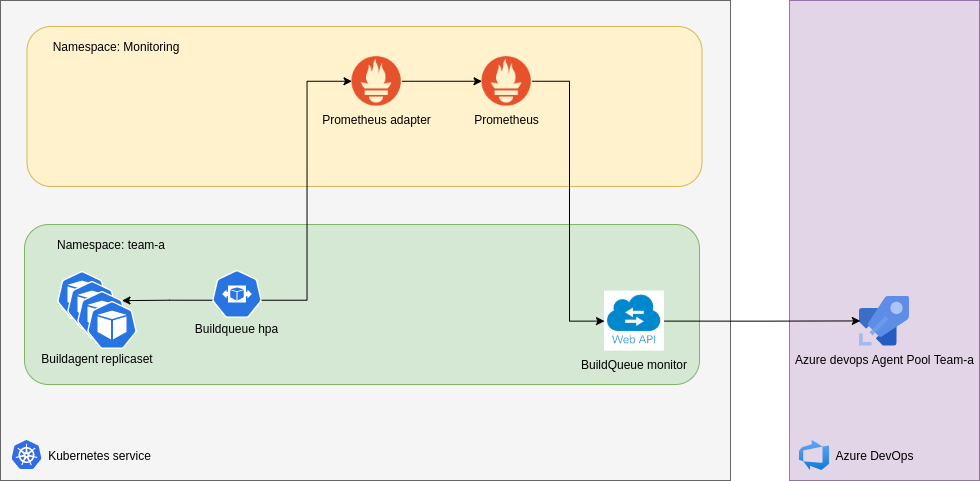 Namespace: Monitoring
Prometheus adapter
Prometheus
Namespace: team-a
Buildqueue hpa
Buildagent replicaset
Web API
BuildQueue monitor
Azure devops Agent Pool Team-a
Kubernetes service
Azure DevOps